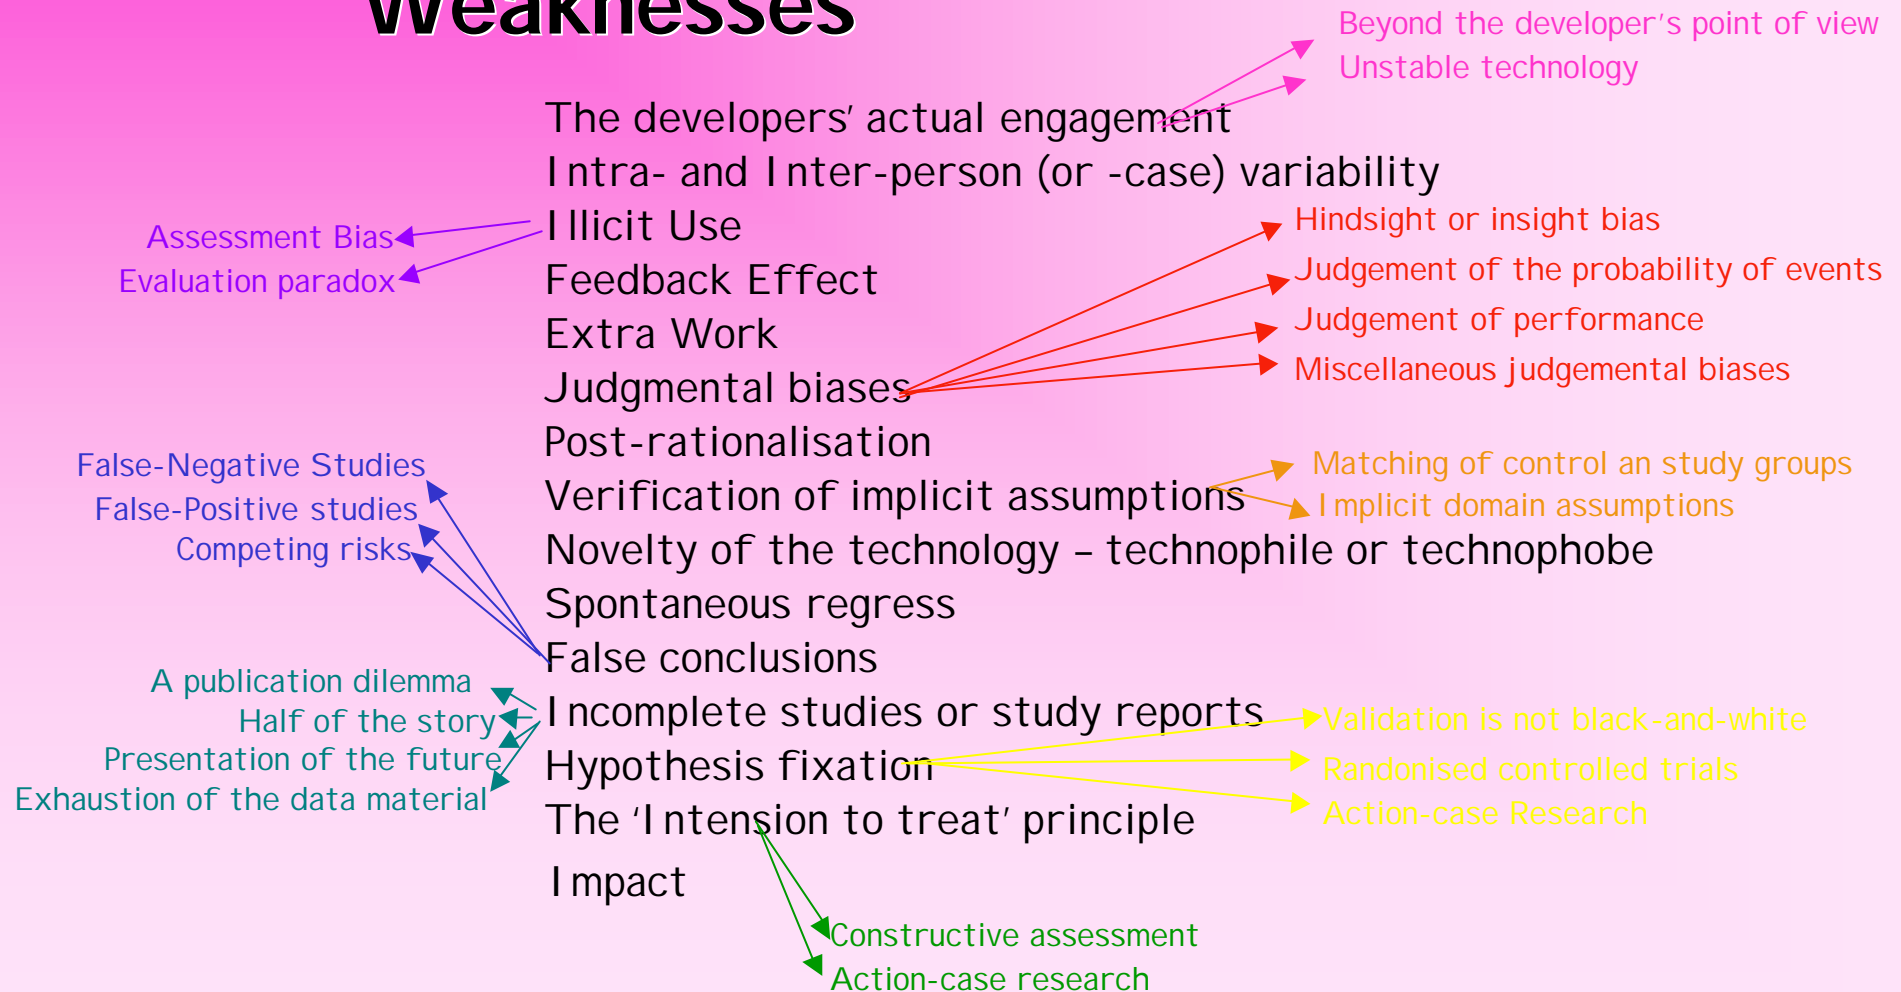 Weaknesses
Beyond the developer's point of view
Unstable technology
The developers' actual engagement
Intra- and Inter-person (or -case) variability
Illicit Use
Assessment Bias
Evaluation paradox
Feedback Effect
Extra Work
Judgmental biases
Hindsight or insight bias
Judgement of the probability of events
Judgement of performance
Miscellaneous judgemental biases
Post-rationalisation
Verification of implicit assumptions
Matching of control an study groups
Implicit domain assumptions
Novelty of the technology – technophile or technophobe
Spontaneous regress
False conclusions
False-Negative Studies
False-Positive studies
Competing risks
Incomplete studies or study reports
A publication dilemma
Half of the story
Presentation of the future
Exhaustion of the data material
Hypothesis fixation
Validation is not black-and-white
Randonised controlled trials
Action-case Research
The 'Intension to treat' principle
Constructive assessment
Action-case research
Impact